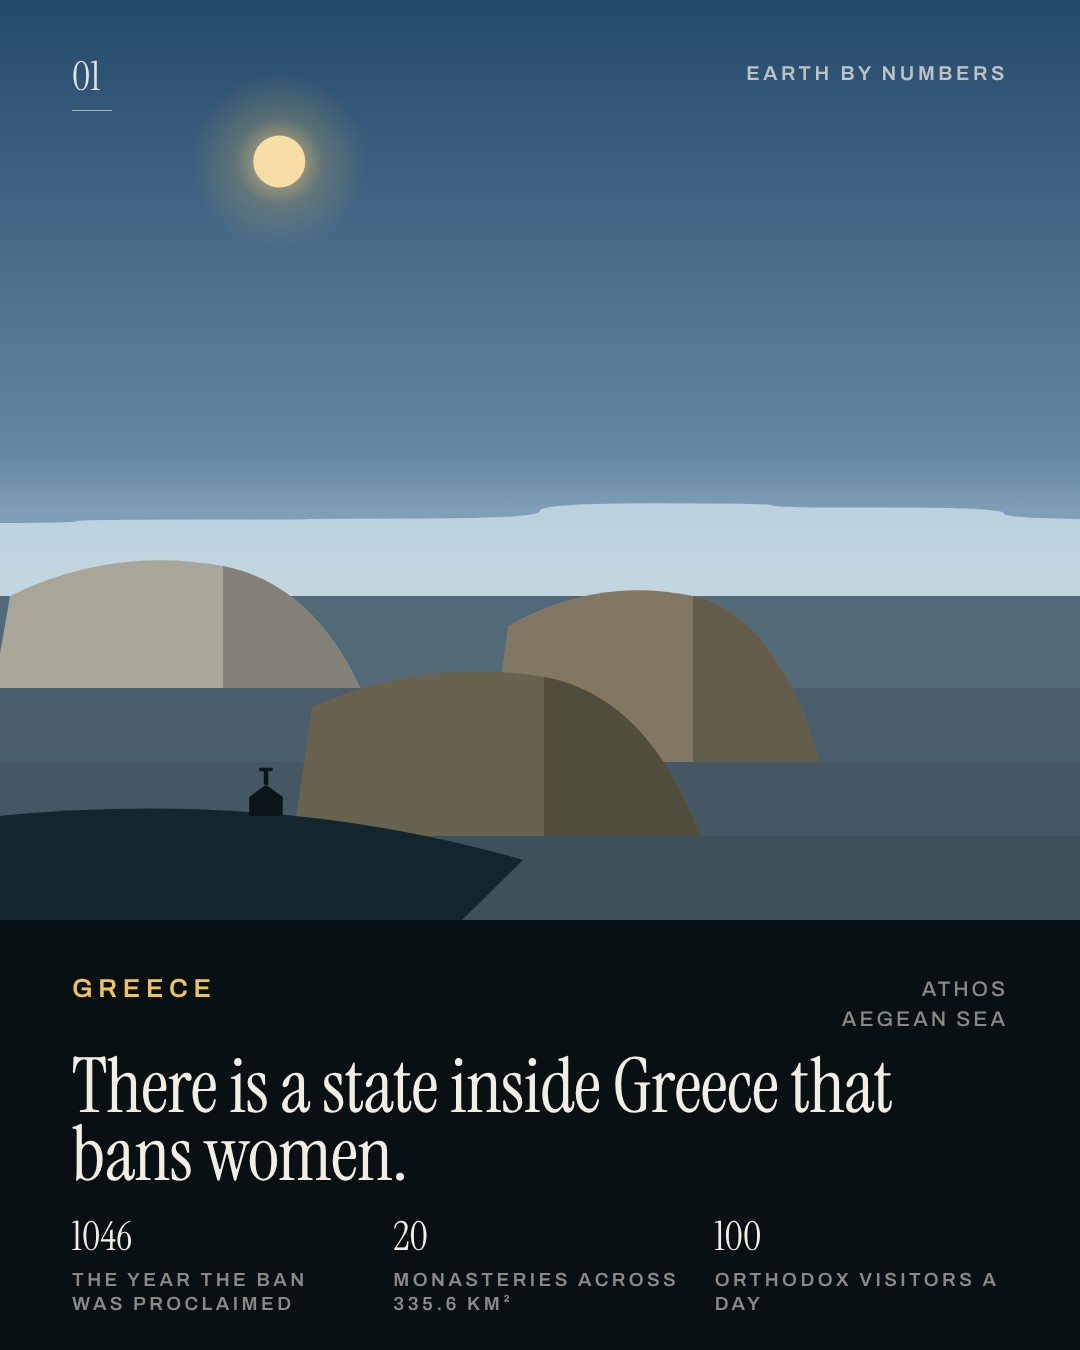 01
EARTH BY NUMBERS
GREECE
ATHOS
AEGEAN SEA
There is a state inside Greece that
bans women.
1046
THE YEAR THE BAN
WAS PROCLAIMED
20
MONASTERIES ACROSS
335.6 KM²
100
ORTHODOX VISITORS A
DAY